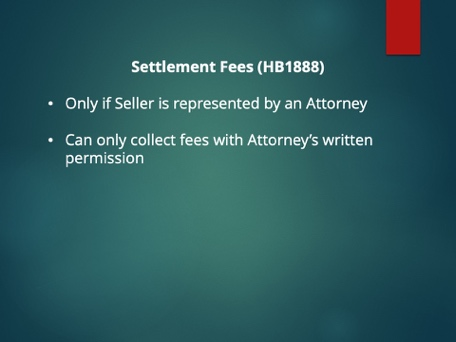 Settlement Fees (HB1888)
• Only if Seller is represented by an Attorney
• Can only collect fees with Attorney’s written
permission